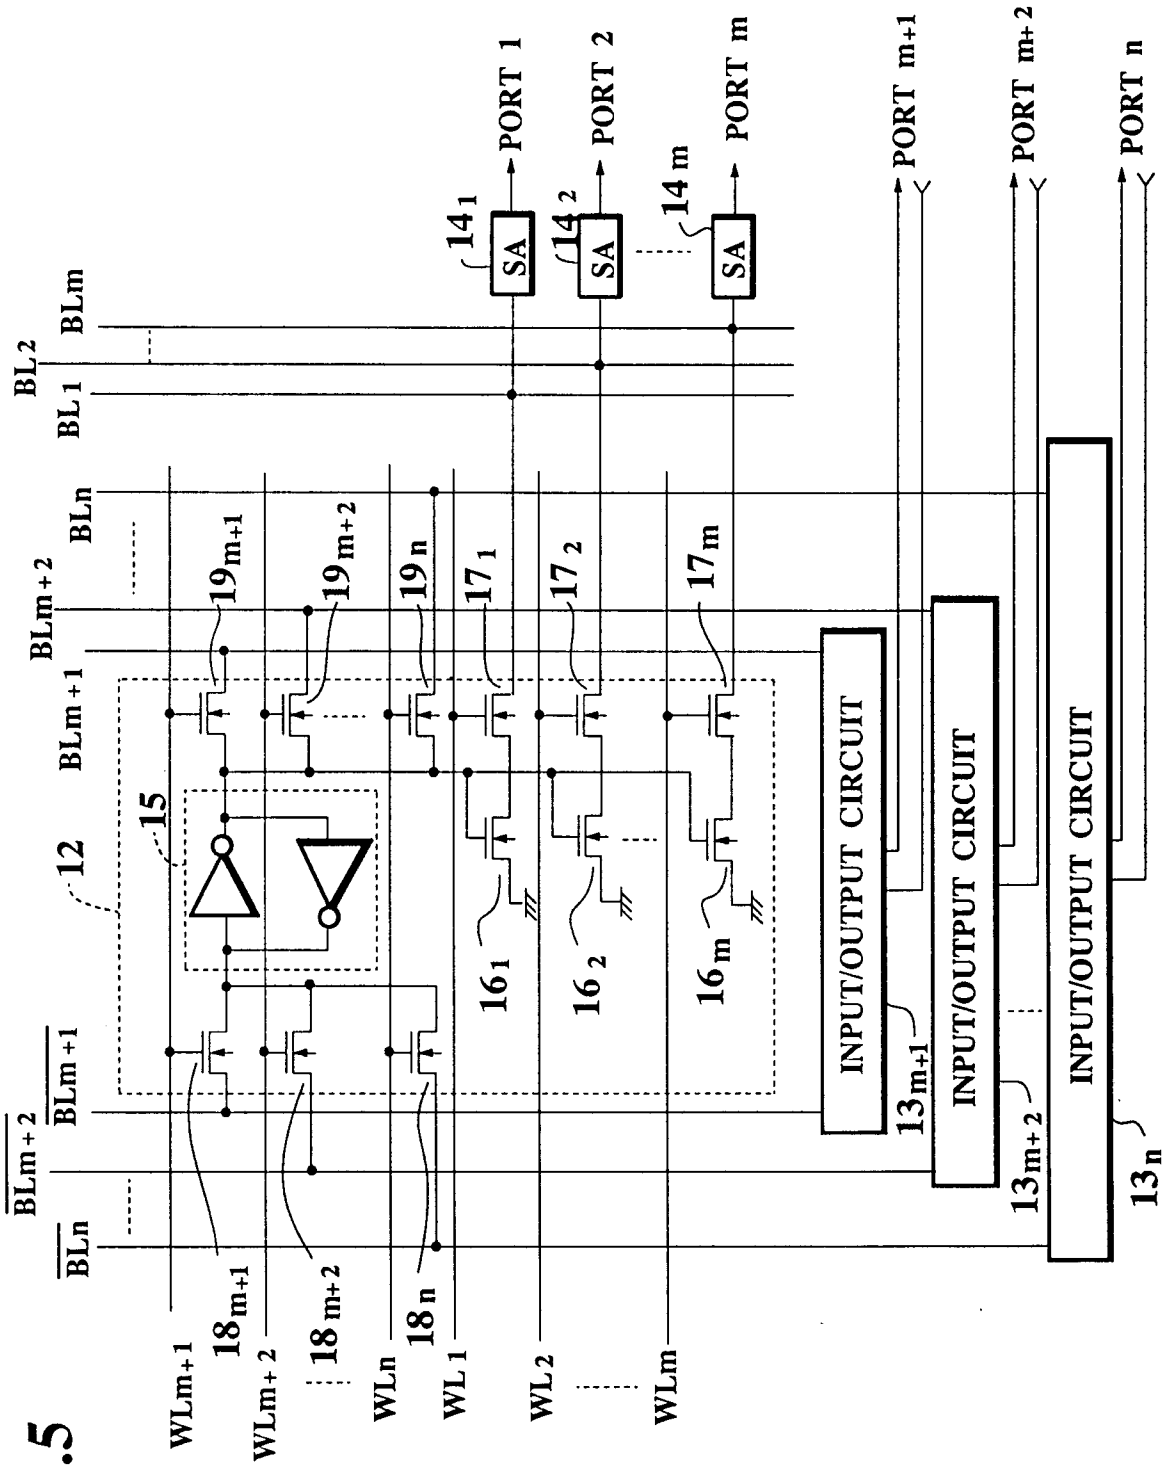 .5
WLm+1
WLm+2
WLn
WL1
WL2
WLm
BLn
BLm+2
BLm+1
18m+1
18m+2
18n
12
15
BLm+1
BLm+2
BLn
BL1
BL2
BLm
19m+1
19m+2
19n
171
172
17m
161
162
16m
141
SA
PORT 1
142
SA
PORT 2
14m
SA
PORT m
INPUT/OUTPUT CIRCUIT
13m+1
PORT m+1
INPUT/OUTPUT CIRCUIT
13m+2
PORT m+2
INPUT/OUTPUT CIRCUIT
13n
PORT n